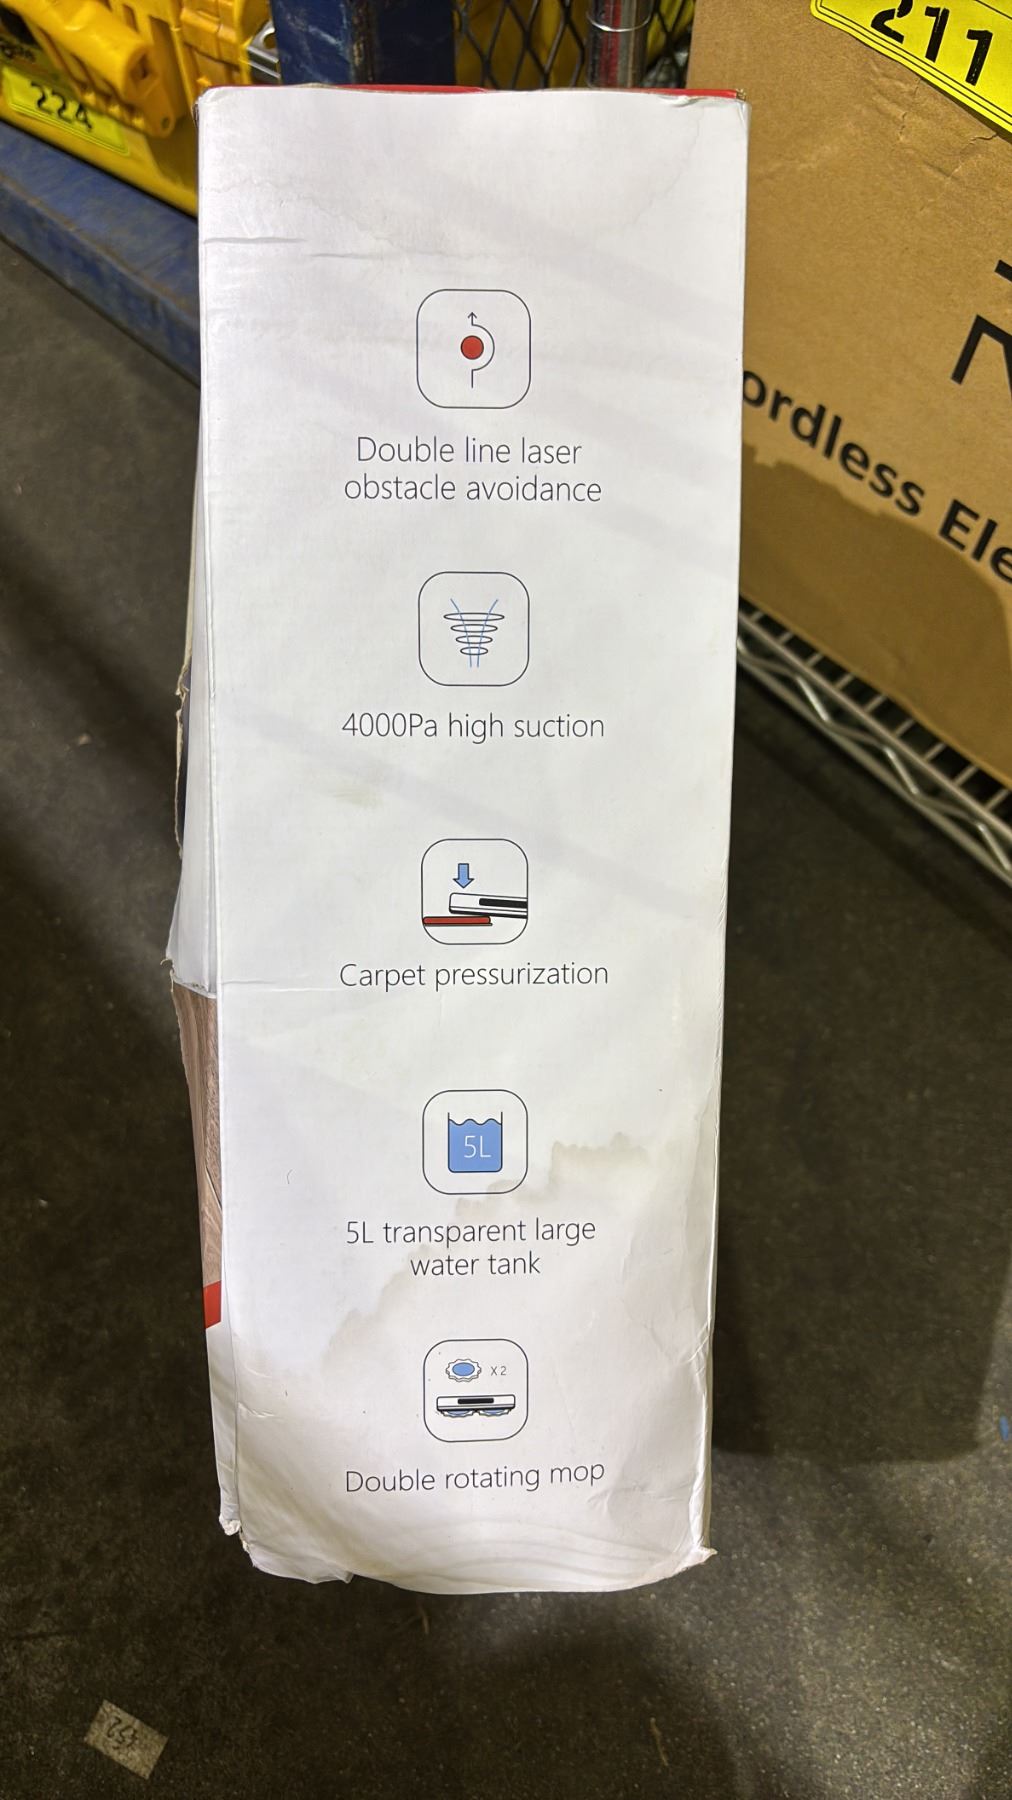 224
211
ordless Ele
Double line laser
obstacle avoidance
4000Pa high suction
Carpet pressurization
5L
5L transparent large
water tank
X2
Double rotating mop
452